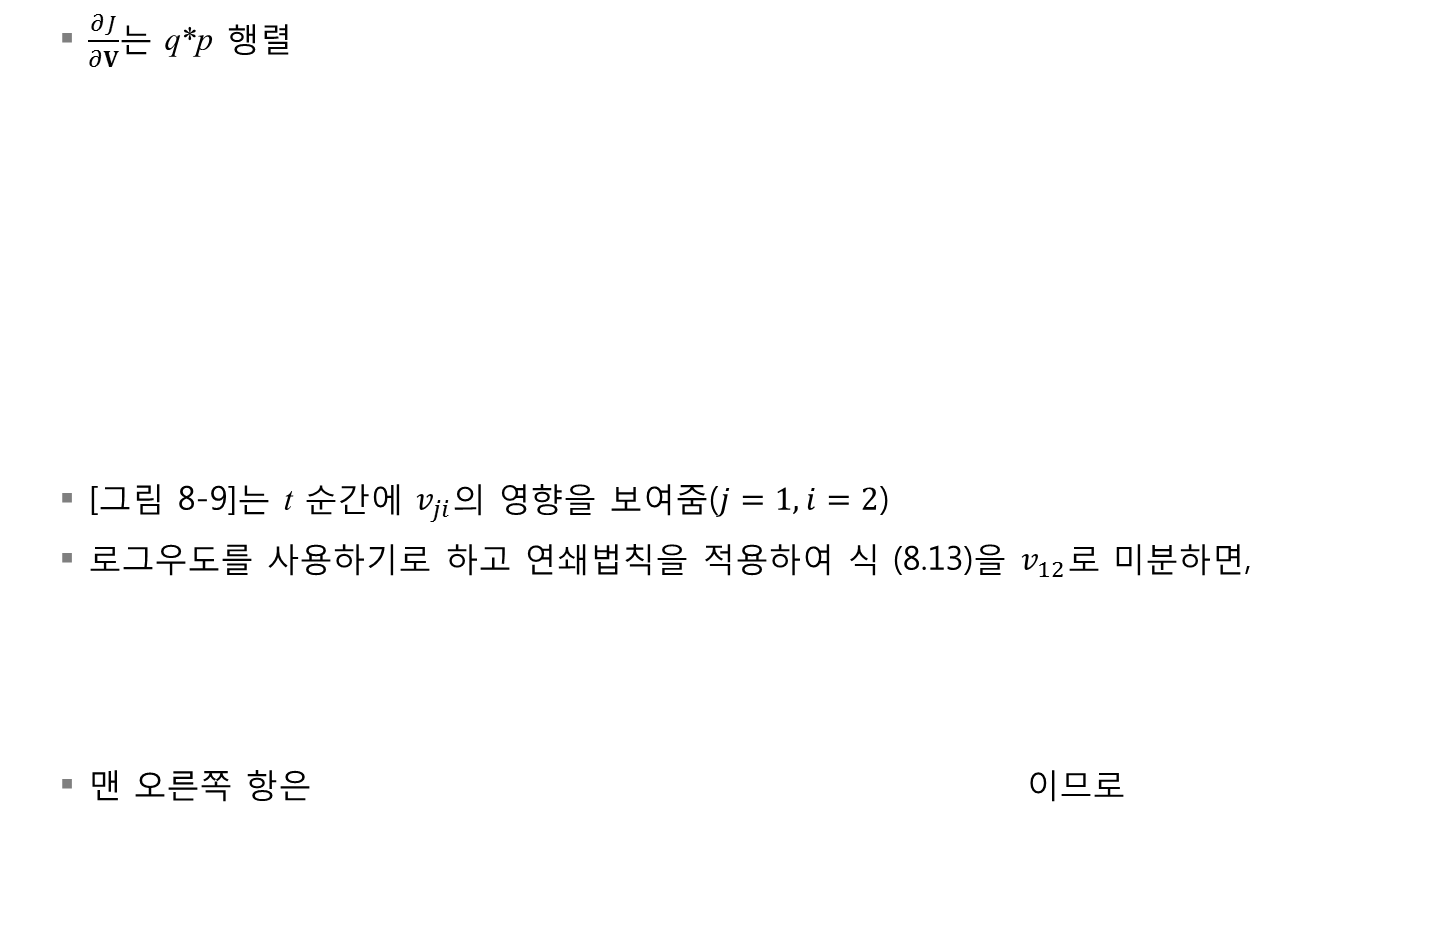 ▪ ∂J/∂𝐕는 q*p 행렬
▪ [그림 8-9]는 t 순간에 v_ji의 영향을 보여줌(j = 1, i = 2)
▪ 로그우도를 사용하기로 하고 연쇄법칙을 적용하여 식 (8.13)을 v_12로 미분하면,
▪ 맨 오른쪽 항은 이므로